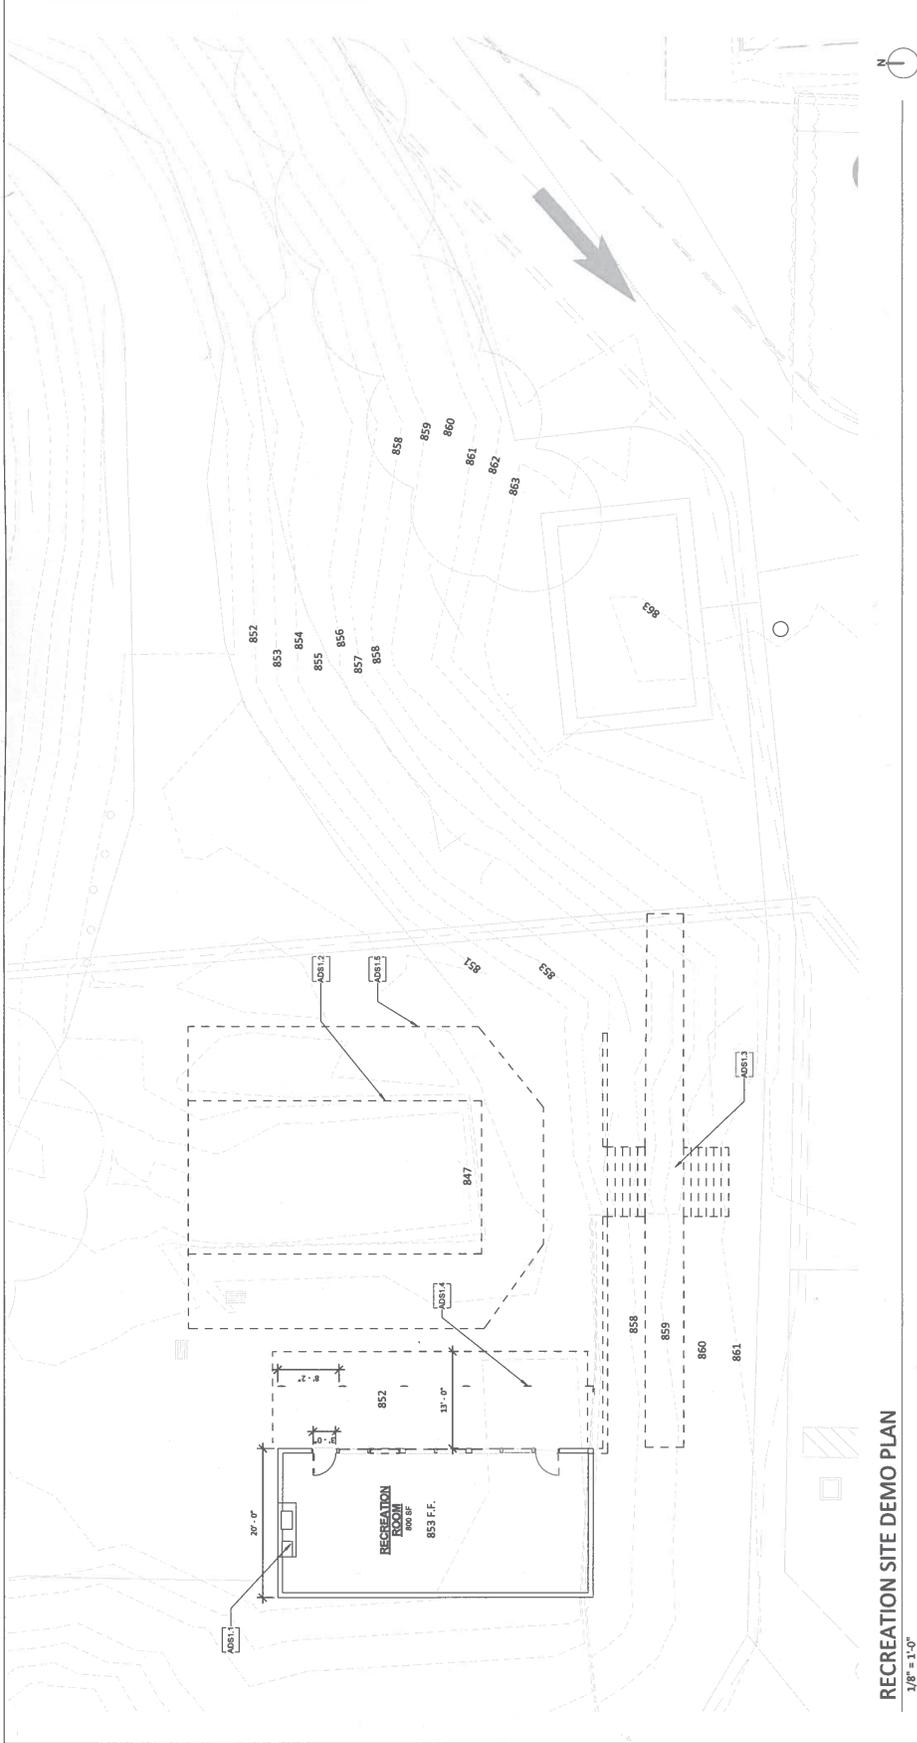 N
ADS1.2
ADS1.5
ADS1.4
ADS1.3
ADS1.1
858
859
860
861
862
863
852
853
854
855
856
857
858
863
851
853
847
852
858
859
860
861
8' - 2"
13' - 0"
20' - 0"
RECREATION
ROOM
800 SF
853 F.F.
RECREATION SITE DEMO PLAN
1/8" = 1'-0"